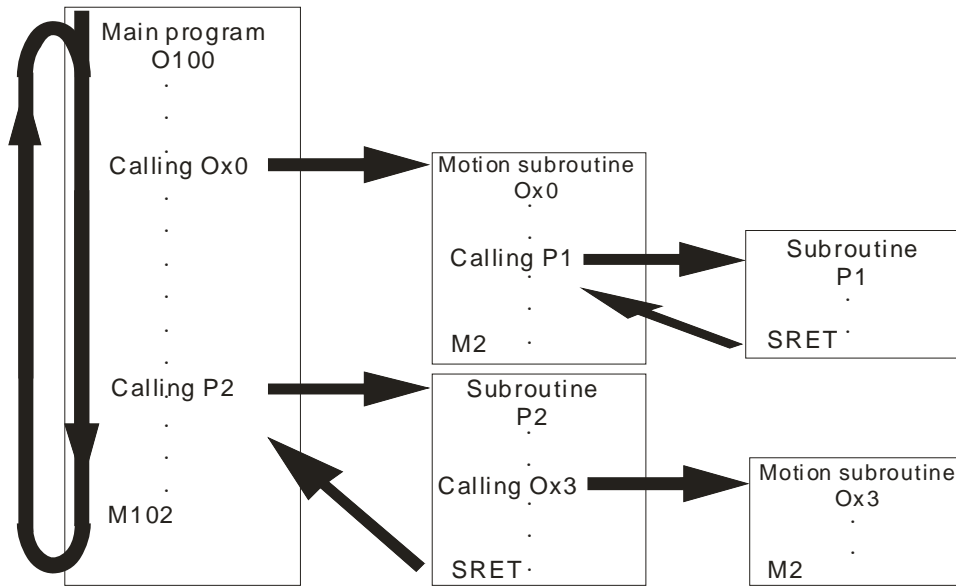 Main program
O100
Calling Ox0
Calling P2
M102
Motion subroutine
Ox0
Calling P1
M2
Subroutine
P1
SRET
Subroutine
P2
Calling Ox3
SRET
Motion subroutine
Ox3
M2